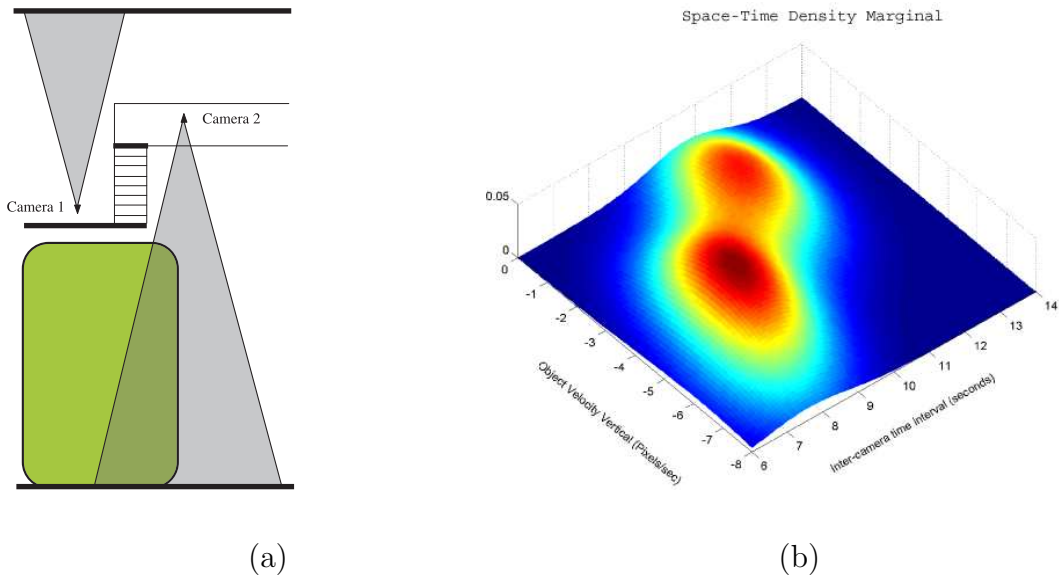 Camera 1
Camera 2
(a)
Space-Time Density Marginal
0.05
0
0
-1
-2
-3
-4
-5
-6
-7
-8
Object Velocity Vertical (Pixels/sec)
6
7
8
9
10
11
12
13
14
Inter-camera time interval (seconds)
(b)